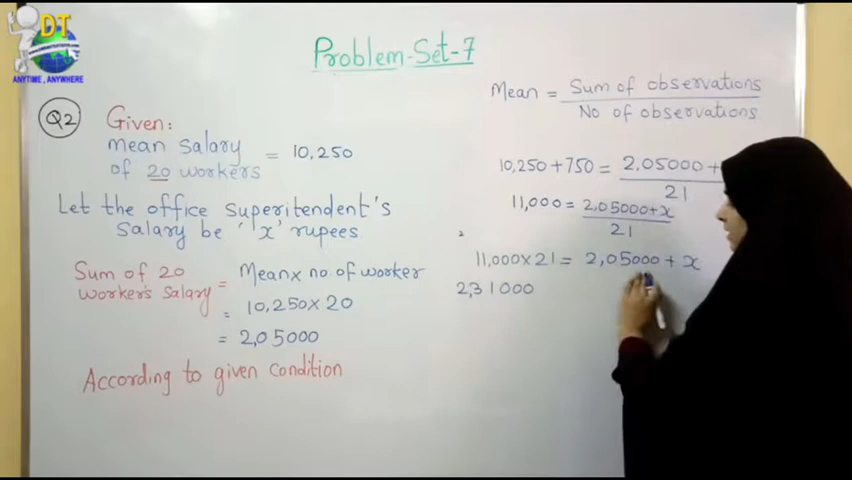 DT
ANYTIME, ANYWHERE
Problem-Set-7
Q2
Given:
mean salary
of 20 workers = 10,250
Let the office superitendent's
salary be 'x' rupees
Sum of 20
worker's salary = Mean x no. of worker
= 10,250 x 20
= 2,05000
According to given condition
Mean = Sum of observations
No of observations
10,250 + 750 = 2,05000 +
21
11,000 = 2,05000+x
21
11,000 x 21 = 2,05000 + x
2,31000